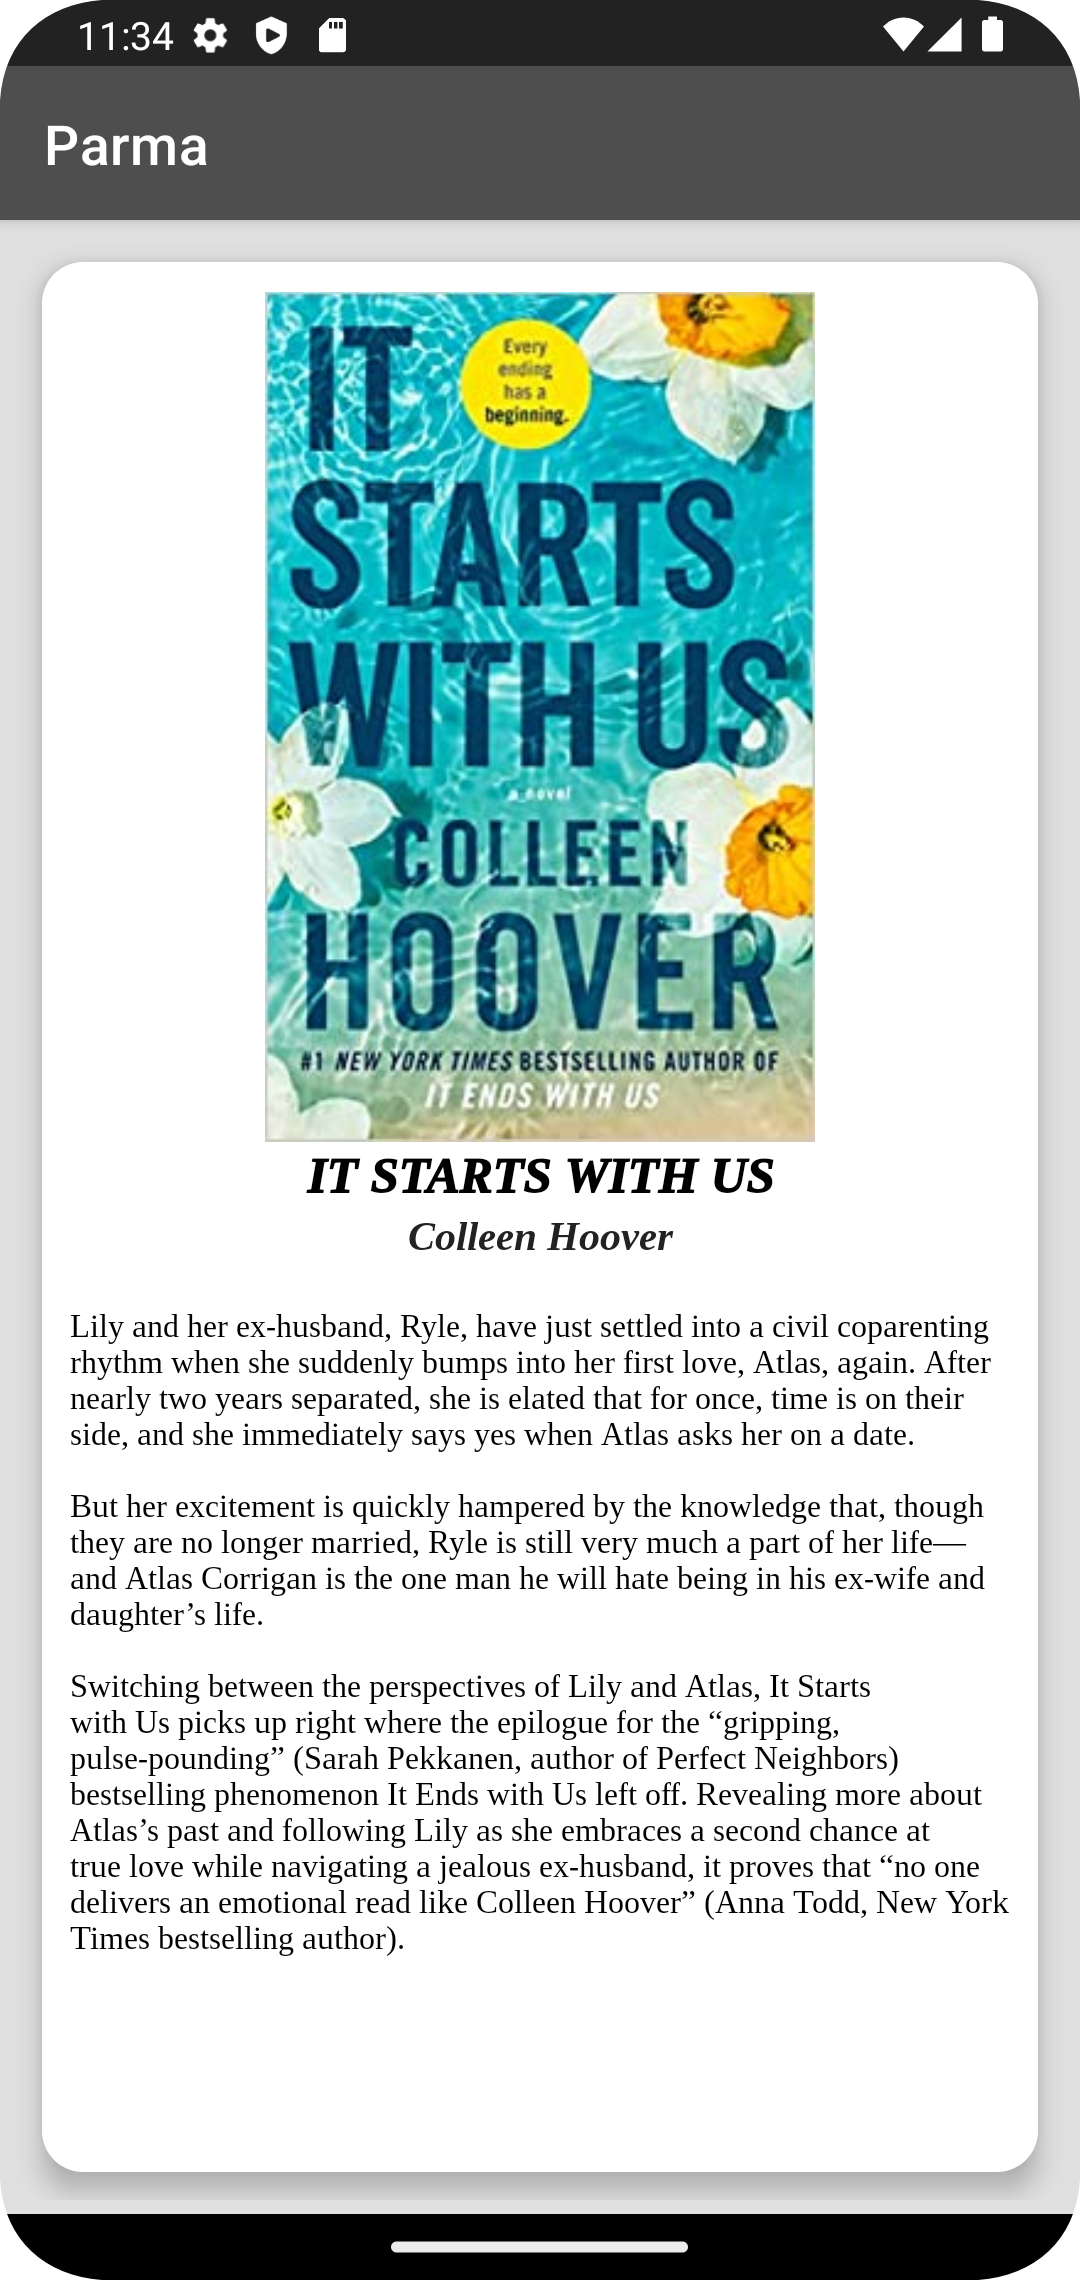 11:34
Parma
IT
Every
ending
has a
beginning.
STARTS
WITH US
a novel
COLLEEN
HOOVER
#1 NEW YORK TIMES BESTSELLING AUTHOR OF
IT ENDS WITH US
IT STARTS WITH US
Colleen Hoover
Lily and her ex-husband, Ryle, have just settled into a civil coparenting
rhythm when she suddenly bumps into her first love, Atlas, again. After
nearly two years separated, she is elated that for once, time is on their
side, and she immediately says yes when Atlas asks her on a date.
But her excitement is quickly hampered by the knowledge that, though
they are no longer married, Ryle is still very much a part of her life—
and Atlas Corrigan is the one man he will hate being in his ex-wife and
daughter’s life.
Switching between the perspectives of Lily and Atlas, It Starts
with Us picks up right where the epilogue for the “gripping,
pulse-pounding” (Sarah Pekkanen, author of Perfect Neighbors)
bestselling phenomenon It Ends with Us left off. Revealing more about
Atlas’s past and following Lily as she embraces a second chance at
true love while navigating a jealous ex-husband, it proves that “no one
delivers an emotional read like Colleen Hoover” (Anna Todd, New York
Times bestselling author).